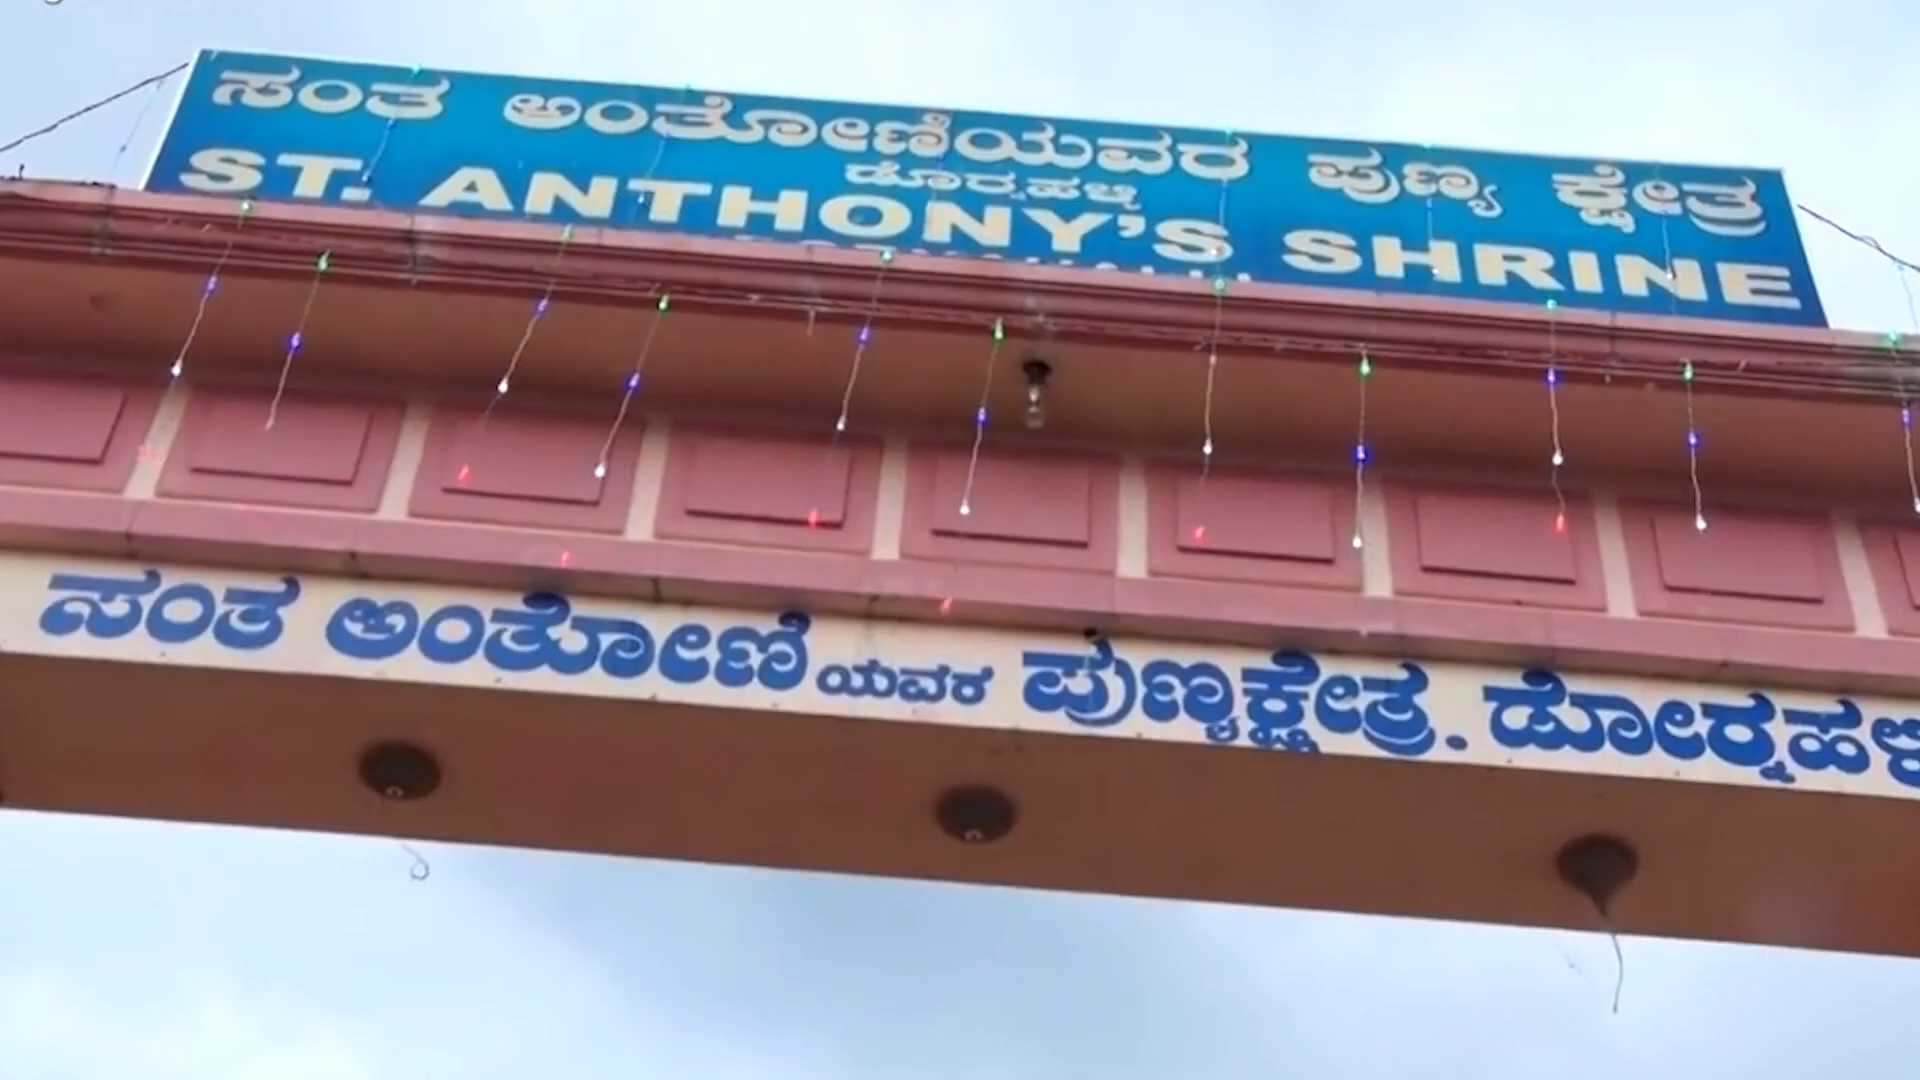 ಸಂತ ಅಂತೋಣಿಯವರ ಪುಣ್ಯ ಕ್ಷೇತ್ರ
ಡೋರ್ನಹಳ್ಳಿ
ST. ANTHONY'S SHRINE
ಸಂತ ಅಂತೋಣಿಯವರ ಪುಣ್ಯಕ್ಷೇತ್ರ. ಡೋರ್ನಹಳ್ಳಿ